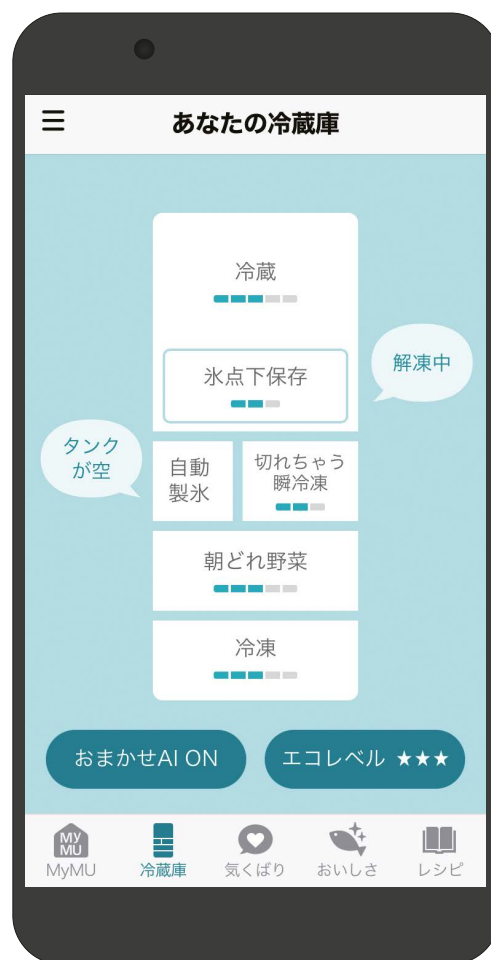 あなたの冷蔵庫
冷蔵
氷点下保存
解凍中
タンク
が空
自動
製氷
切れちゃう
瞬冷凍
朝どれ野菜
冷凍
おまかせAI ON
エコレベル ★★★
MY
MU
MyMU
冷蔵庫
気くばり
おいしさ
レシピ